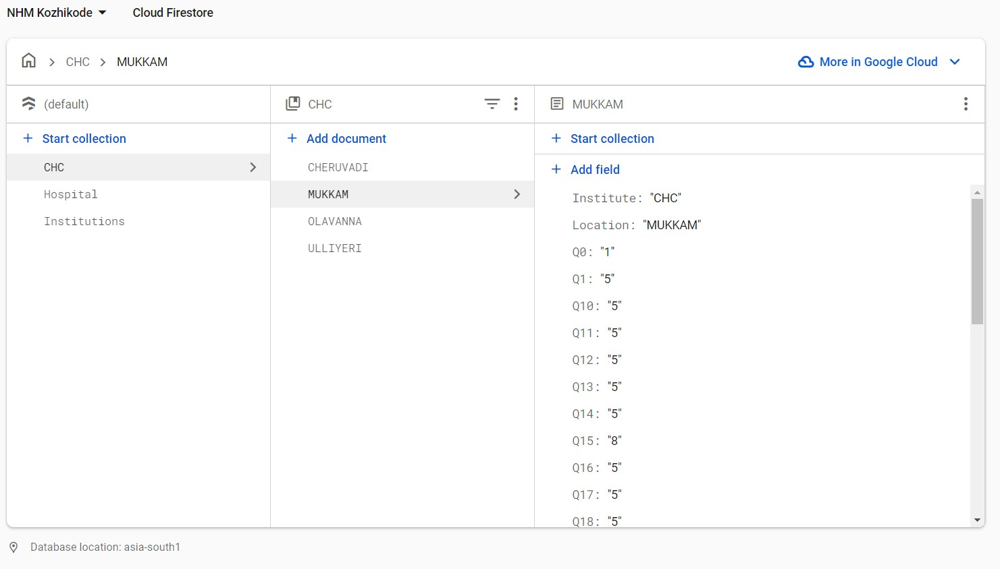 NHM Kozhikode Cloud Firestore
CHC MUKKAM More in Google Cloud
(default)
Start collection
CHC
Hospital
Institutions
CHC
Add document
CHERUVADI
MUKKAM
OLAVANNA
ULLIYERI
MUKKAM
Start collection
Add field
Institute: "CHC"
Location: "MUKKAM"
Q0: "1"
Q1: "5"
Q10: "5"
Q11: "5"
Q12: "5"
Q13: "5"
Q14: "5"
Q15: "8"
Q16: "5"
Q17: "5"
Q18: "5"
Database location: asia-south1